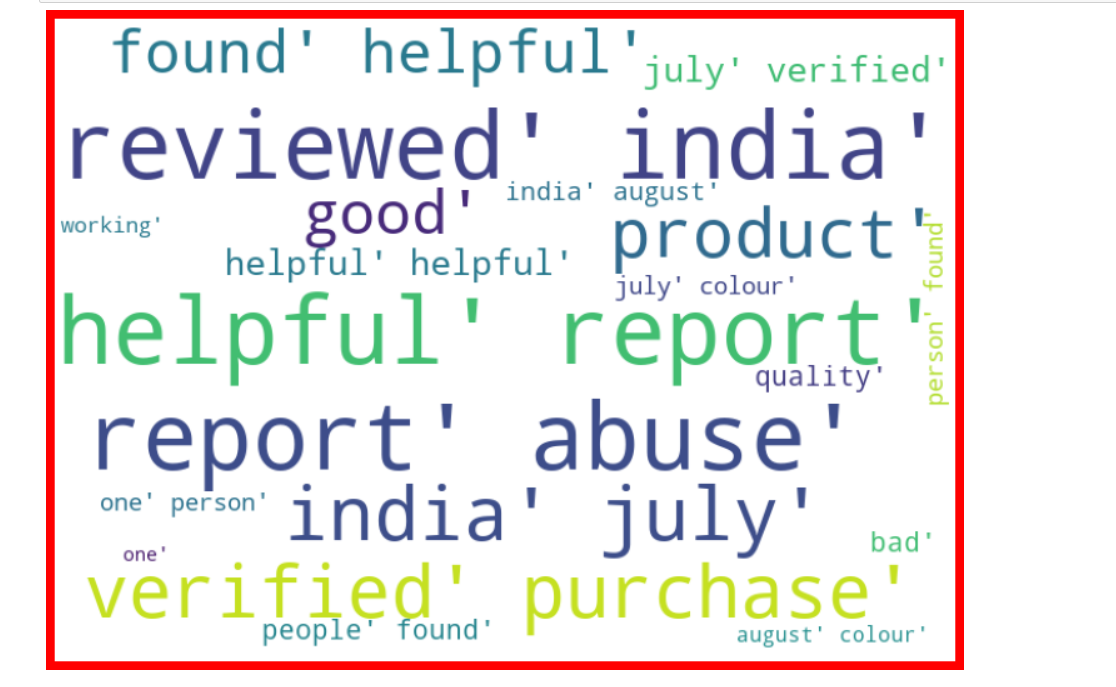 found' helpful'
july' verified'
reviewed' india'
india' august'
good'
working'
product'
helpful' helpful'
july' colour'
person' found'
helpful' report'
quality'
report' abuse'
one' person'
india' july'
bad'
one'
verified' purchase'
people' found'
august' colour'